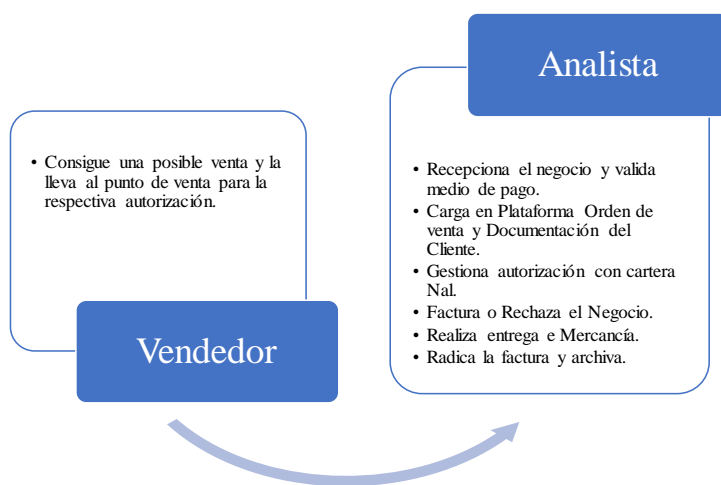 • Consigue una posible venta y la
lleva al punto de venta para la
respectiva autorización.
Vendedor
Analista
• Recepciona el negocio y valida
medio de pago.
• Carga en Plataforma Orden de
venta y Documentación del
Cliente.
• Gestiona autorización con cartera
Nal.
• Factura o Rechaza el Negocio.
• Realiza entrega e Mercancía.
• Radica la factura y archiva.